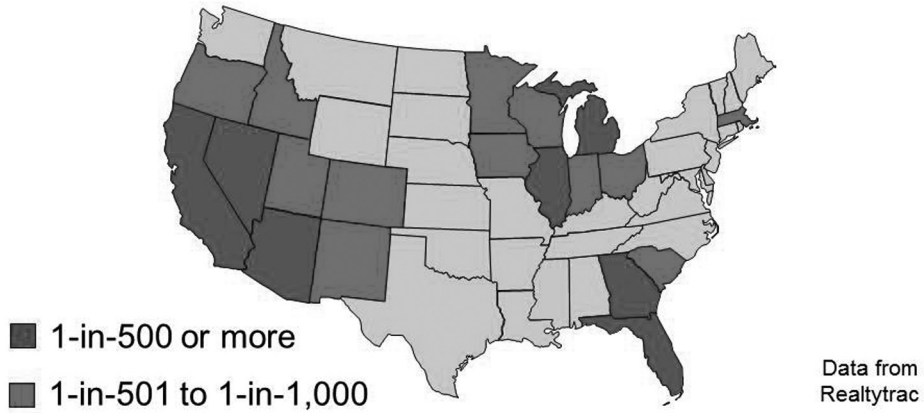 1-in-500 or more
1-in-501 to 1-in-1,000
Data from
Realtytrac